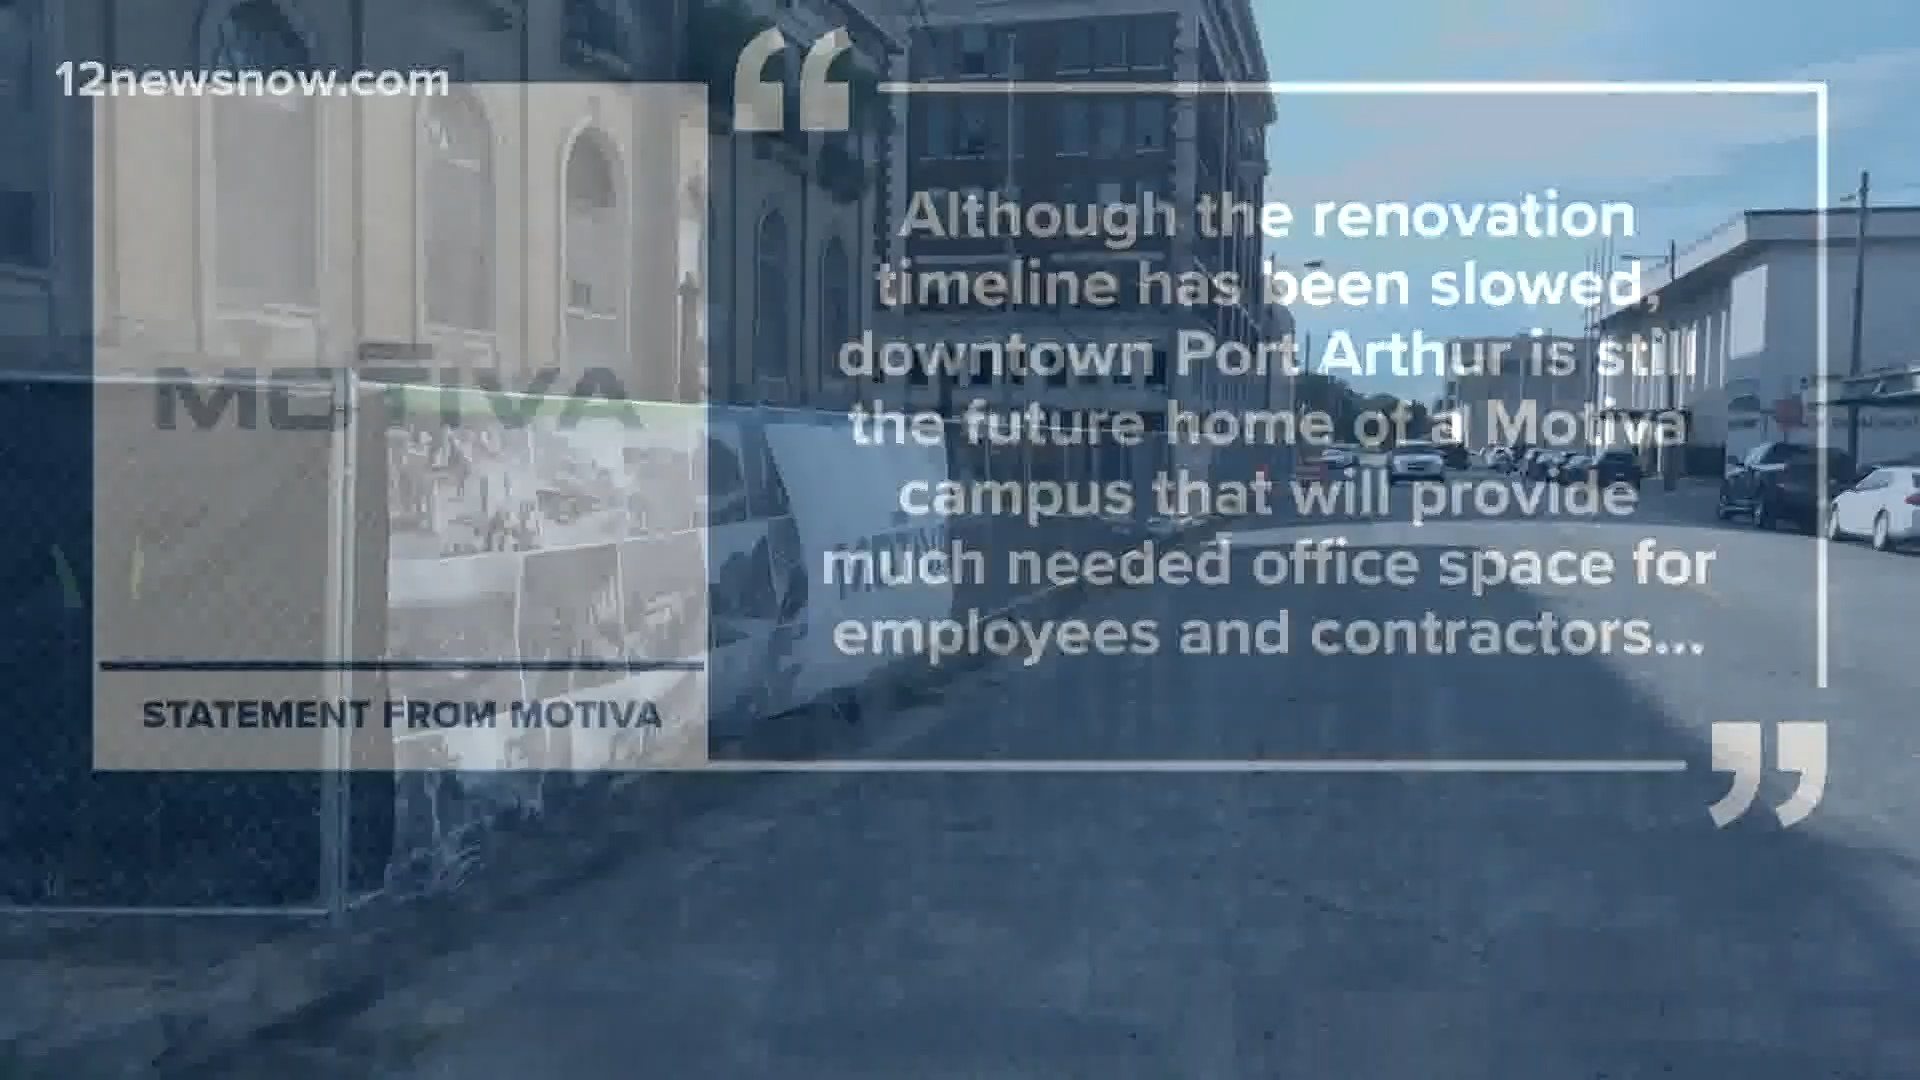 12newsnow.com
“
Although the renovation
timeline has been slowed,
downtown Port Arthur is still
the future home of a Motiva
campus that will provide
much needed office space for
employees and contractors...
”
MOTIVA
STATEMENT FROM MOTIVA
MOTIVA